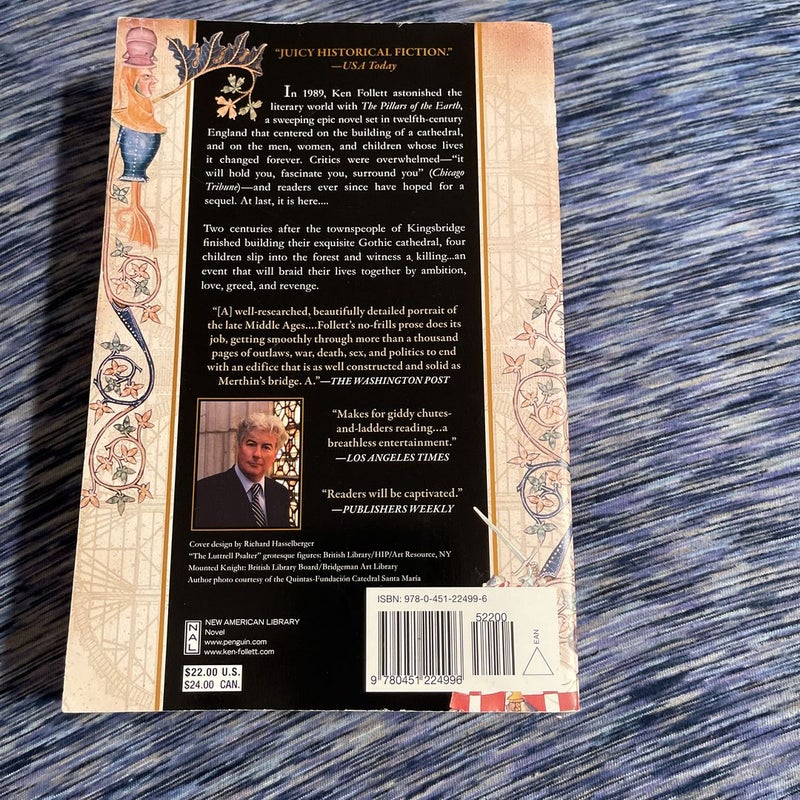 “JUICY HISTORICAL FICTION.”
—USA Today
In 1989, Ken Follett astonished the
literary world with The Pillars of the Earth,
a sweeping epic novel set in twelfth-century
England that centered on the building of a cathedral,
and on the men, women, and children whose lives
it changed forever. Critics were overwhelmed—“it
will hold you, fascinate you, surround you” (Chicago
Tribune)—and readers ever since have hoped for a
sequel. At last, it is here....
Two centuries after the townspeople of Kingsbridge
finished building their exquisite Gothic cathedral, four
children slip into the forest and witness a killing...an
event that will braid their lives together by ambition,
love, greed, and revenge.
“[A] well-researched, beautifully detailed portrait of
the late Middle Ages....Follett’s no-frills prose does its
job, getting smoothly through more than a thousand
pages of outlaws, war, death, sex, and politics to end
with an edifice that is as well constructed and solid as
Merthin’s bridge. A.”—THE WASHINGTON POST
“Makes for giddy chutes-
and-ladders reading...a
breathless entertainment.”
—LOS ANGELES TIMES
“Readers will be captivated.”
—PUBLISHERS WEEKLY
Cover design by Richard Hasselberger
“The Luttrell Psalter” grotesque figures: British Library/HIP/Art Resource, NY
Mounted Knight: British Library Board/Bridgeman Art Library
Author photo courtesy of the Quintas-Fundación Catedral Santa María
NAL
NEW AMERICAN LIBRARY
Novel
www.penguin.com
www.ken-follett.com
$22.00 U.S.
$24.00 CAN.
ISBN: 978-0-451-22499-6
52200
9 780451 224996
EAN